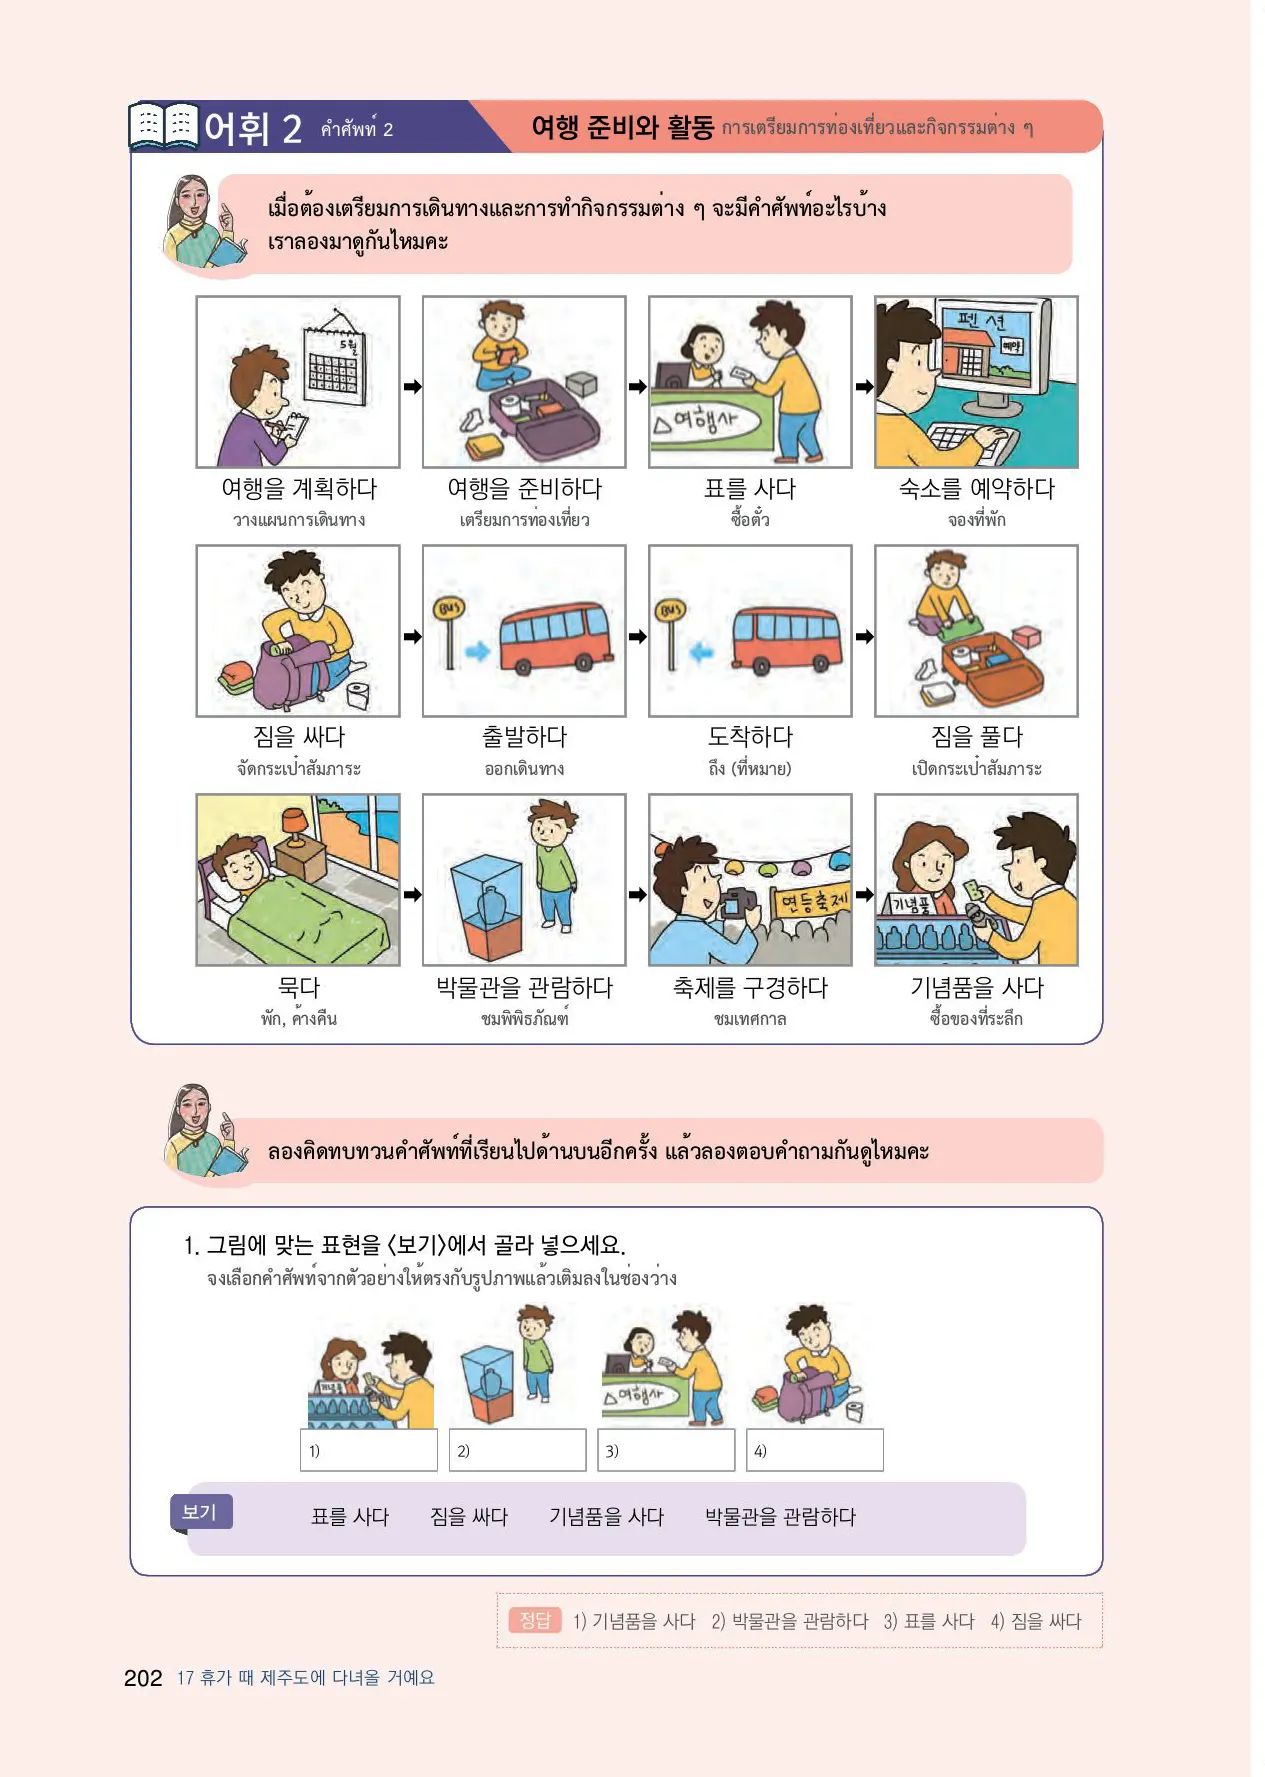 어휘 2 คำศัพท์ 2
여행 준비와 활동 การเตรียมการท่องเที่ยวและกิจกรรมต่าง ๆ
เมื่อต้องเตรียมการเดินทางและการทำกิจกรรมต่าง ๆ จะมีคำศัพท์อะไรบ้าง
เราลองมาดูกันไหมคะ
5월
여행사
펜션
예약
여행을 계획하다 여행을 준비하다 표를 사다 숙소를 예약하다
วางแผนการเดินทาง เตรียมการท่องเที่ยว ซื้อตั๋ว จองที่พัก
BUS
BUS
짐을 싸다 출발하다 도착하다 짐을 풀다
จัดกระเป๋าสัมภาระ ออกเดินทาง ถึง (ที่หมาย) เปิดกระเป๋าสัมภาระ
연등축제
기념품
묵다 박물관을 관람하다 축제를 구경하다 기념품을 사다
พัก, ค้างคืน ชมพิพิธภัณฑ์ ชมเทศกาล ซื้อของที่ระลึก
ลองคิดทบทวนคำศัพท์ที่เรียนไปด้านบนอีกครั้ง แล้วลองตอบคำถามกันดูไหมคะ
1. 그림에 맞는 표현을 〈보기〉에서 골라 넣으세요.
จงเลือกคำศัพท์จากตัวอย่างให้ตรงกับรูปภาพแล้วเติมลงในช่องว่าง
기념품
여행사
1) 2) 3) 4)
보기 표를 사다 짐을 싸다 기념품을 사다 박물관을 관람하다
정답 1) 기념품을 사다 2) 박물관을 관람하다 3) 표를 사다 4) 짐을 싸다
202 17 휴가 때 제주도에 다녀올 거예요